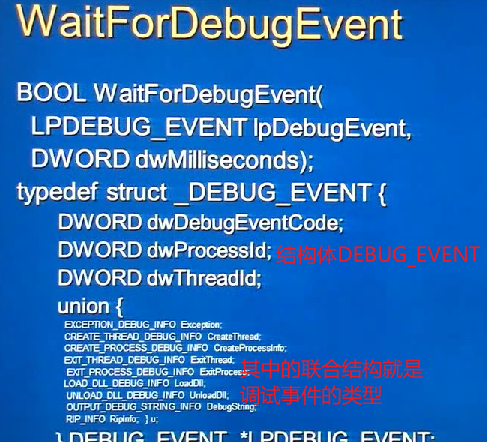 WaitForDebugEvent
BOOL WaitForDebugEvent(
LPDEBUG_EVENT lpDebugEvent,
DWORD dwMilliseconds);
typedef struct _DEBUG_EVENT {
DWORD dwDebugEventCode;
DWORD dwProcessId; 结构体DEBUG_EVENT
DWORD dwThreadId;
union {
EXCEPTION_DEBUG_INFO Exception;
CREATE_THREAD_DEBUG_INFO CreateThread;
CREATE_PROCESS_DEBUG_INFO CreateProcessInfo;
EXIT_THREAD_DEBUG_INFO ExitThread;
EXIT_PROCESS_DEBUG_INFO ExitProcess;
其中的联合结构就是
LOAD_DLL_DEBUG_INFO LoadDll;
UNLOAD_DLL_DEBUG_INFO UnloadDll;
调试事件的类型
OUTPUT_DEBUG_STRING_INFO DebugString;
RIP_INFO RipInfo; } u;
} DEBUG_EVENT, *LPDEBUG_EVENT;